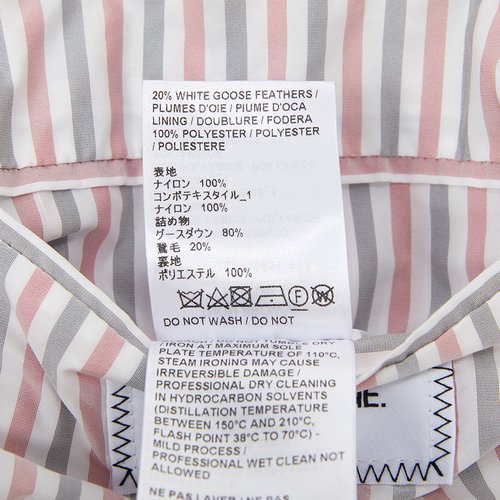 20% WHITE GOOSE FEATHERS /
PLUMES D'OIE / PIUME D'OCA
LINING / DOUBLURE / FODERA
100% POLYESTER / POLYESTER /
/ POLIESTERE
表地
ナイロン 100%
コンポテキスタイル_1
ナイロン 100%
詰め物
グースダウン 80%
鵞毛 20%
裏地
ポリエステル 100%
DO NOT WASH / DO NOT
/ IRON AT MAXIMUM SOLE
PLATE TEMPERATURE OF 110°C,
STEAM IRONING MAY CAUSE
IRREVERSIBLE DAMAGE /
PROFESSIONAL DRY CLEANING
IN HYDROCARBON SOLVENTS
(DISTILLATION TEMPERATURE
BETWEEN 150°C AND 210°C,
FLASH POINT 38°C TO 70°C) -
MILD PROCESS /
PROFESSIONAL WET CLEAN NOT
ALLOWED
NE PAS LAVER / NE PAS